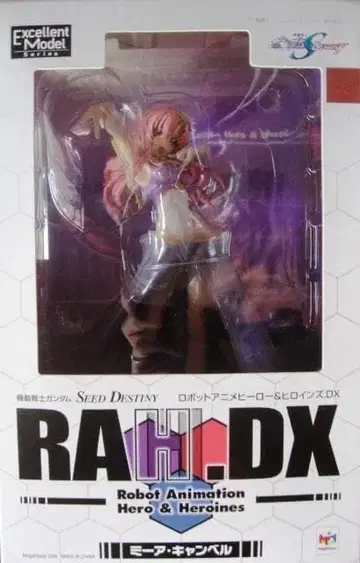 Excellent
Model
Series
機動戦士ガンダム SEED DESTINY
ロボットアニメヒーロー&ヒロインズ.DX
RAHI.DX
Robot Animation
Hero & Heroines
ミーア・キャンベル
MegaHouse